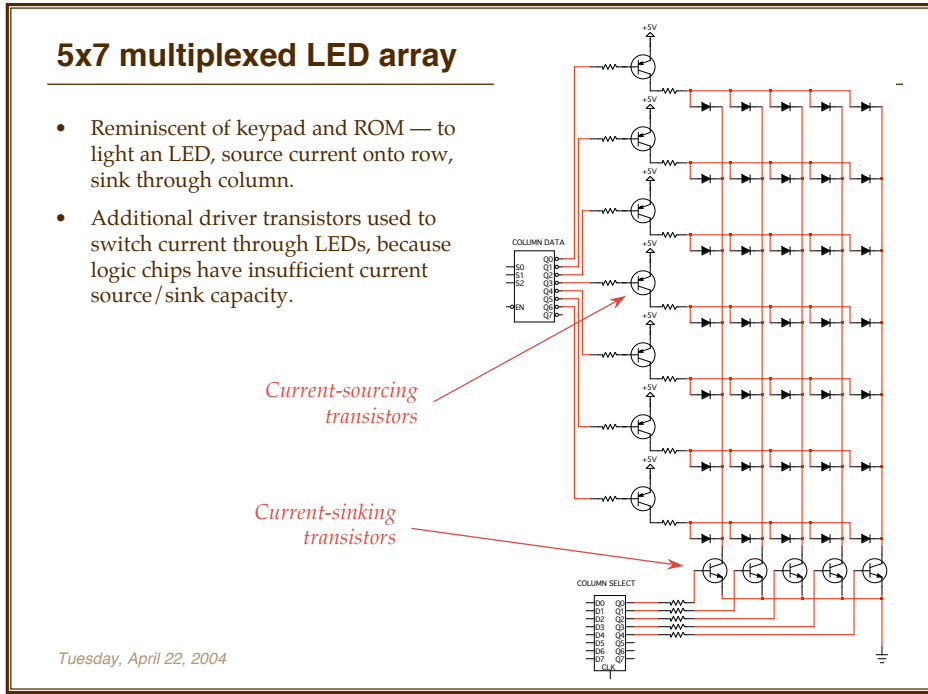 5x7 multiplexed LED array
• Reminiscent of keypad and ROM — to
light an LED, source current onto row,
sink through column.
• Additional driver transistors used to
switch current through LEDs, because
logic chips have insufficient current
source/sink capacity.
+5V
+5V
+5V
+5V
+5V
+5V
+5V
COLUMN DATA
S0
S1
S2
EN
Q0
Q1
Q2
Q3
Q4
Q5
Q6
Q7
Current-sourcing
transistors
Current-sinking
transistors
COLUMN SELECT
D0 Q0
D1 Q1
D2 Q2
D3 Q3
D4 Q4
D5 Q5
D6 Q6
D7 Q7
CLK
Tuesday, April 22, 2004